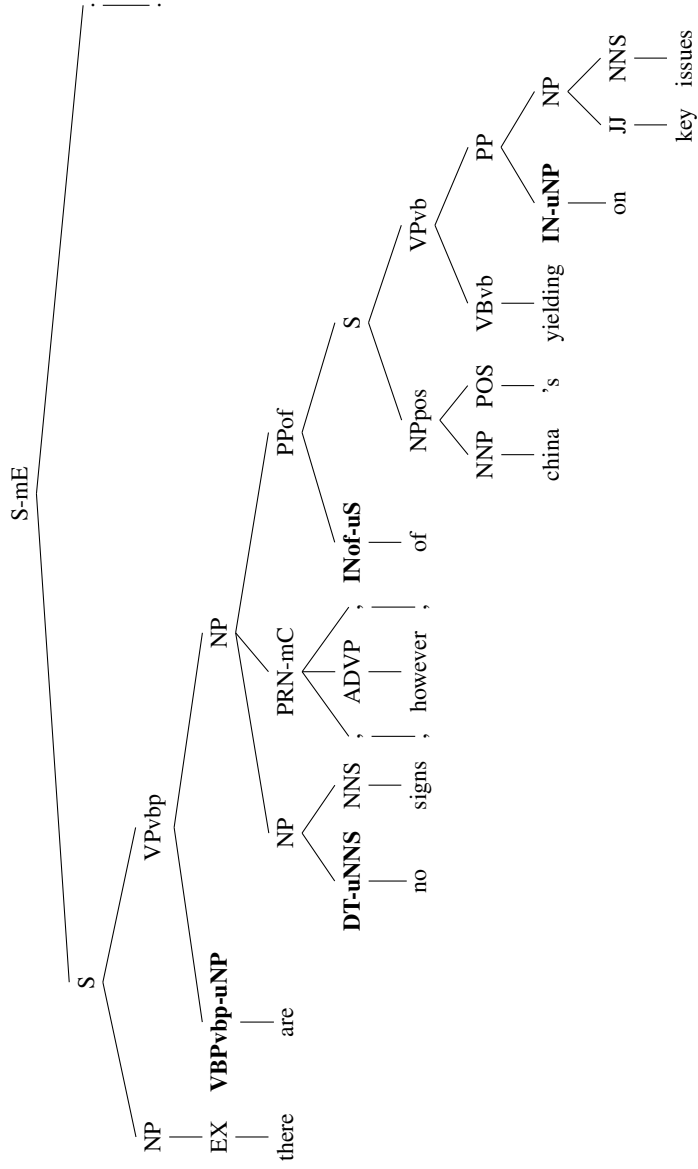 S-mE
S .
NP VPvbp .
EX VBPvbp-uNP NP
there are NP PRN-mC PPof
DT-uNNS NNS , ADVP , INof-uS S
no signs , however , of NPpos VPvb
NNP POS VBvb PP
china 's yielding IN-uNP NP
on JJ NNS
key issues